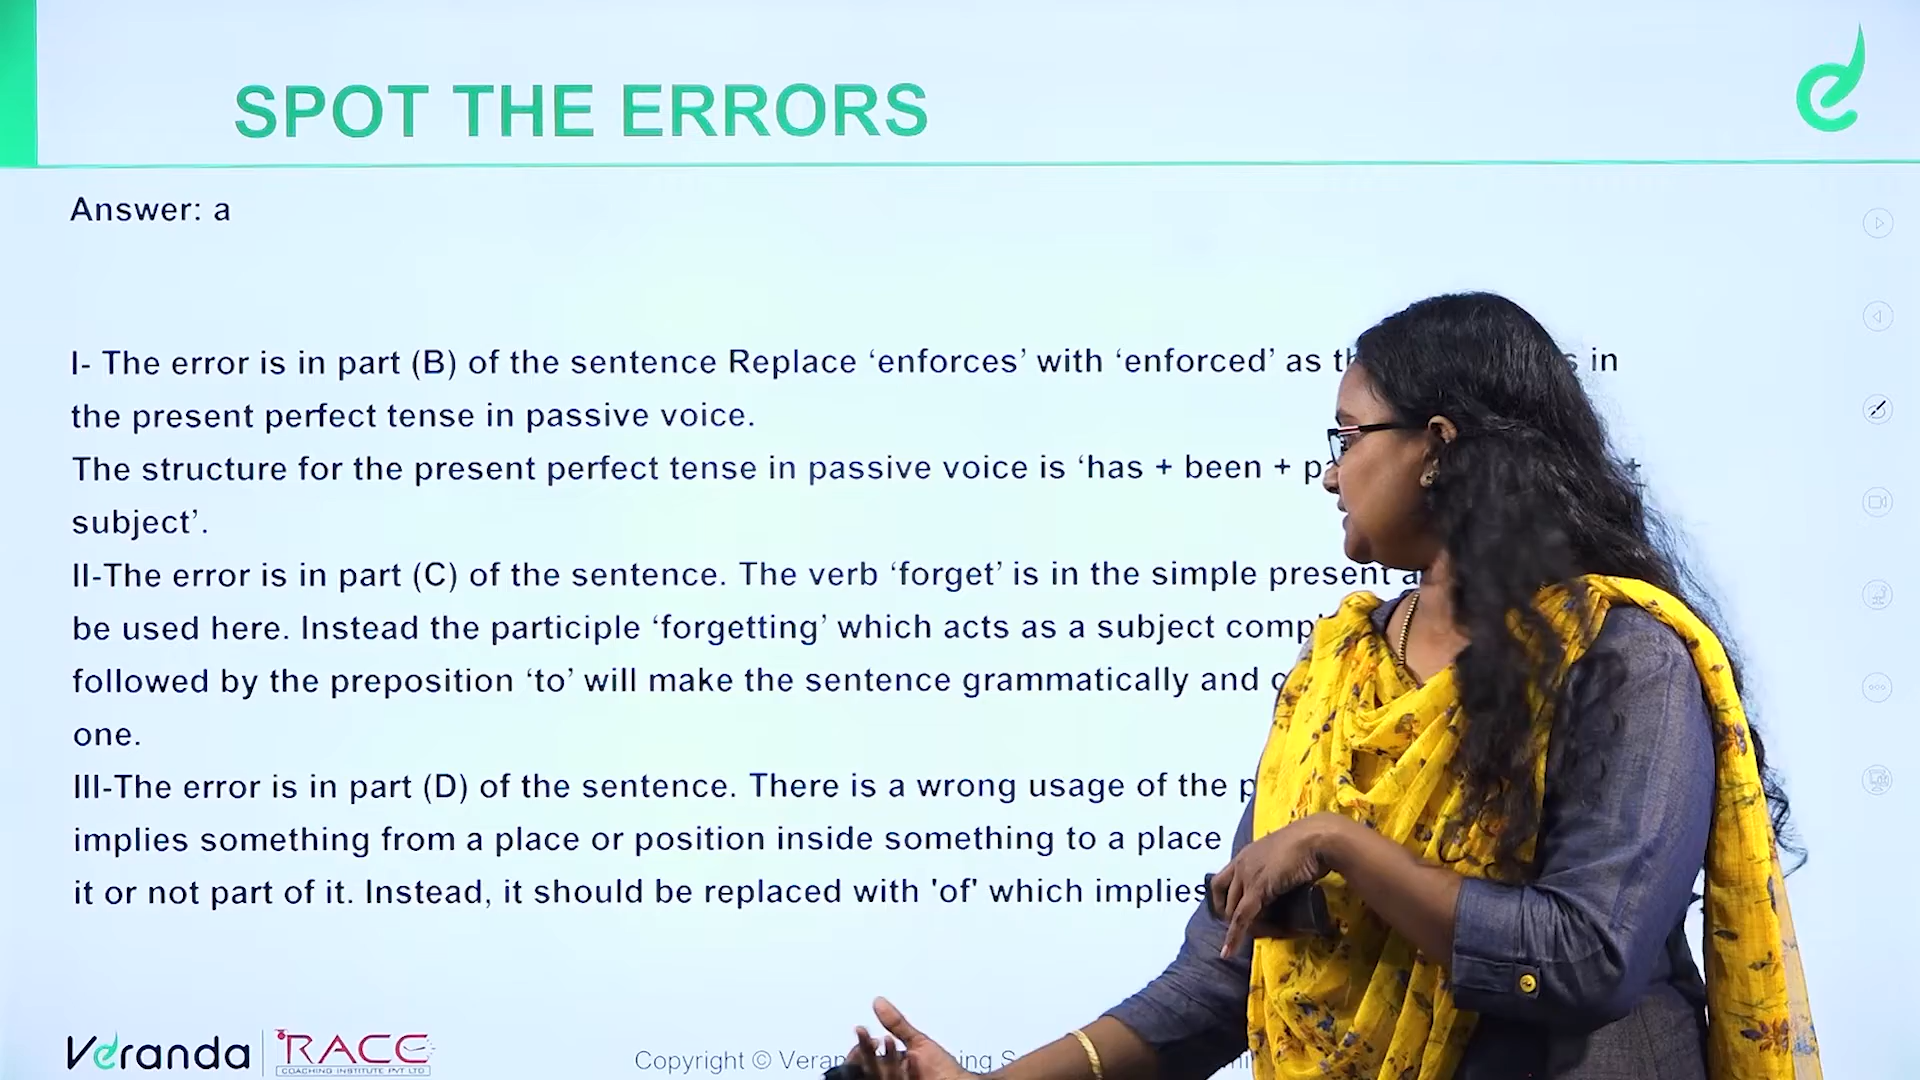 SPOT THE ERRORS
Answer: a
I- The error is in part (B) of the sentence Replace ‘enforces’ with ‘enforced’ as in
the present perfect tense in passive voice.
The structure for the present perfect tense in passive voice is ‘has + been + +
subject’.
II-The error is in part (C) of the sentence. The verb ‘forget’ is in the simple present
be used here. Instead the participle ‘forgetting’ which acts as a subject
followed by the preposition ‘to’ will make the sentence grammatically and
one.
III-The error is in part (D) of the sentence. There is a wrong usage of the
implies something from a place or position inside something to a place
it or not part of it. Instead, it should be replaced with 'of' which implies
Veranda RACE
COACHING INSTITUTE PVT LTD
Copyright ©